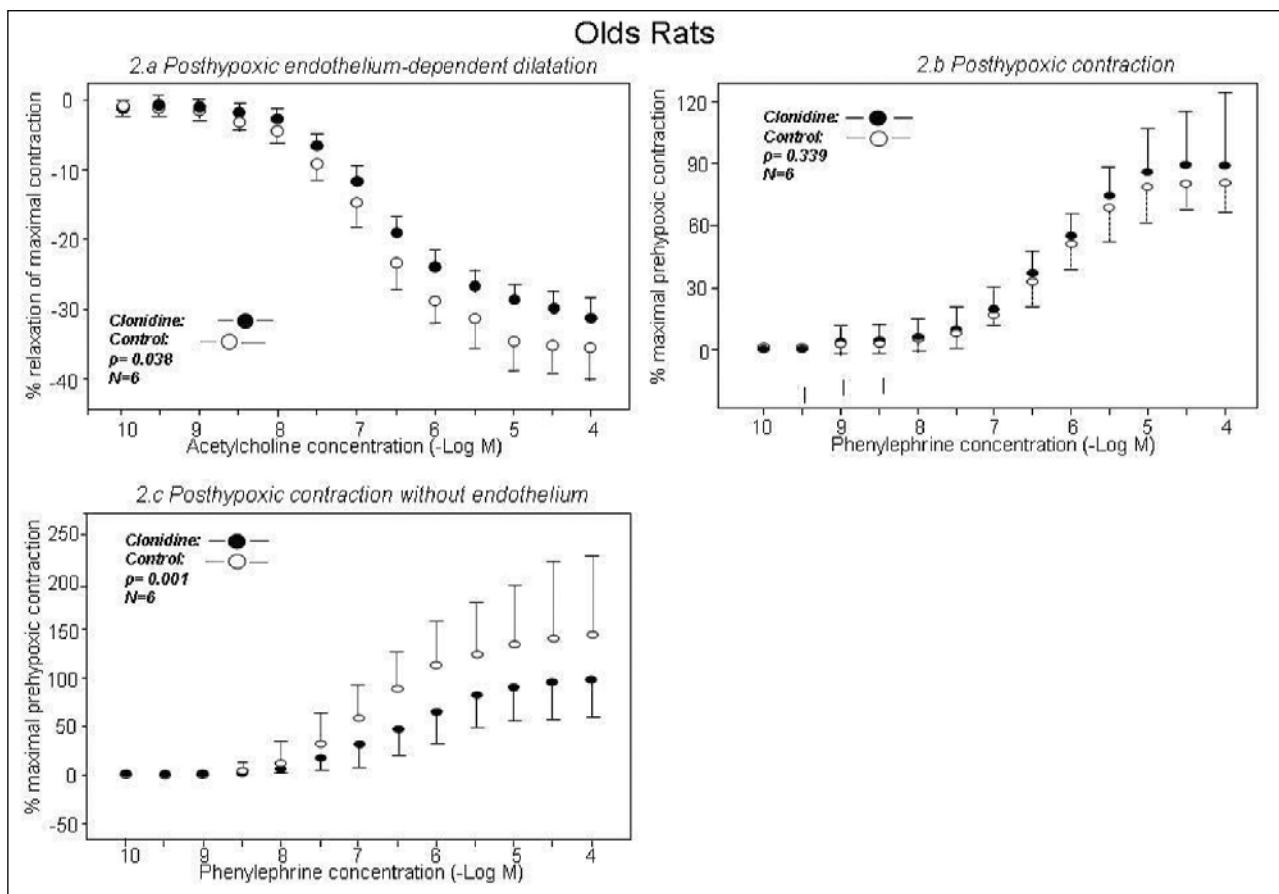 Olds Rats
2.a Posthypoxic endothelium-dependent dilatation
% relaxation of maximal contraction
0
-10
-20
-30
-40
Clonidine:
Control:
ρ= 0.038
N=6
10 9 8 7 6 5 4
Acetylcholine concentration (-Log M)
2.b Posthypoxic contraction
% maximal prehypoxic contraction
120
90
60
30
0
Clonidine:
Control:
ρ= 0.339
N=6
10 9 8 7 6 5 4
Phenylephrine concentration (-Log M)
2.c Posthypoxic contraction without endothelium
% maximal prehypoxic contraction
250
200
150
100
50
0
-50
Clonidine:
Control:
ρ= 0.001
N=6
10 9 8 7 6 5 4
Phenylephrine concentration (-Log M)